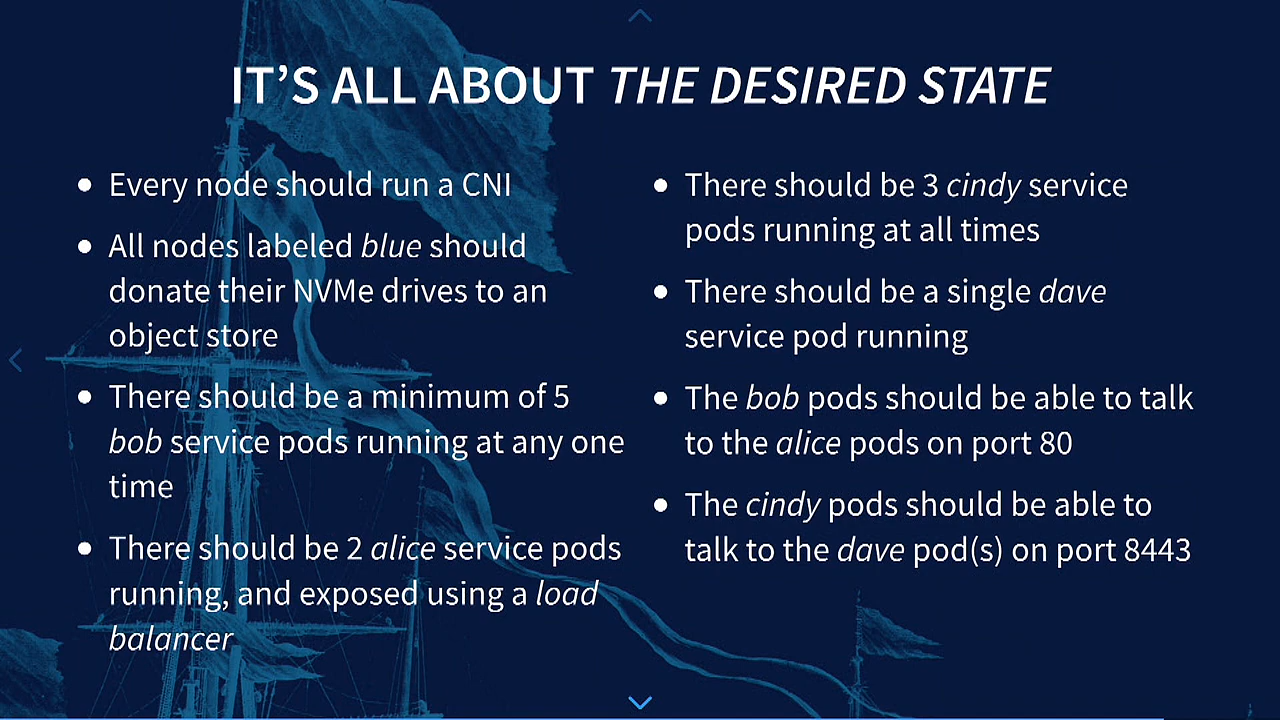 IT’S ALL ABOUT THE DESIRED STATE
Every node should run a CNI
All nodes labeled blue should
donate their NVMe drives to an
object store
There should be a minimum of 5
bob service pods running at any one
time
There should be 2 alice service pods
running, and exposed using a load
balancer
There should be 3 cindy service
pods running at all times
There should be a single dave
service pod running
The bob pods should be able to talk
to the alice pods on port 80
The cindy pods should be able to
talk to the dave pod(s) on port 8443